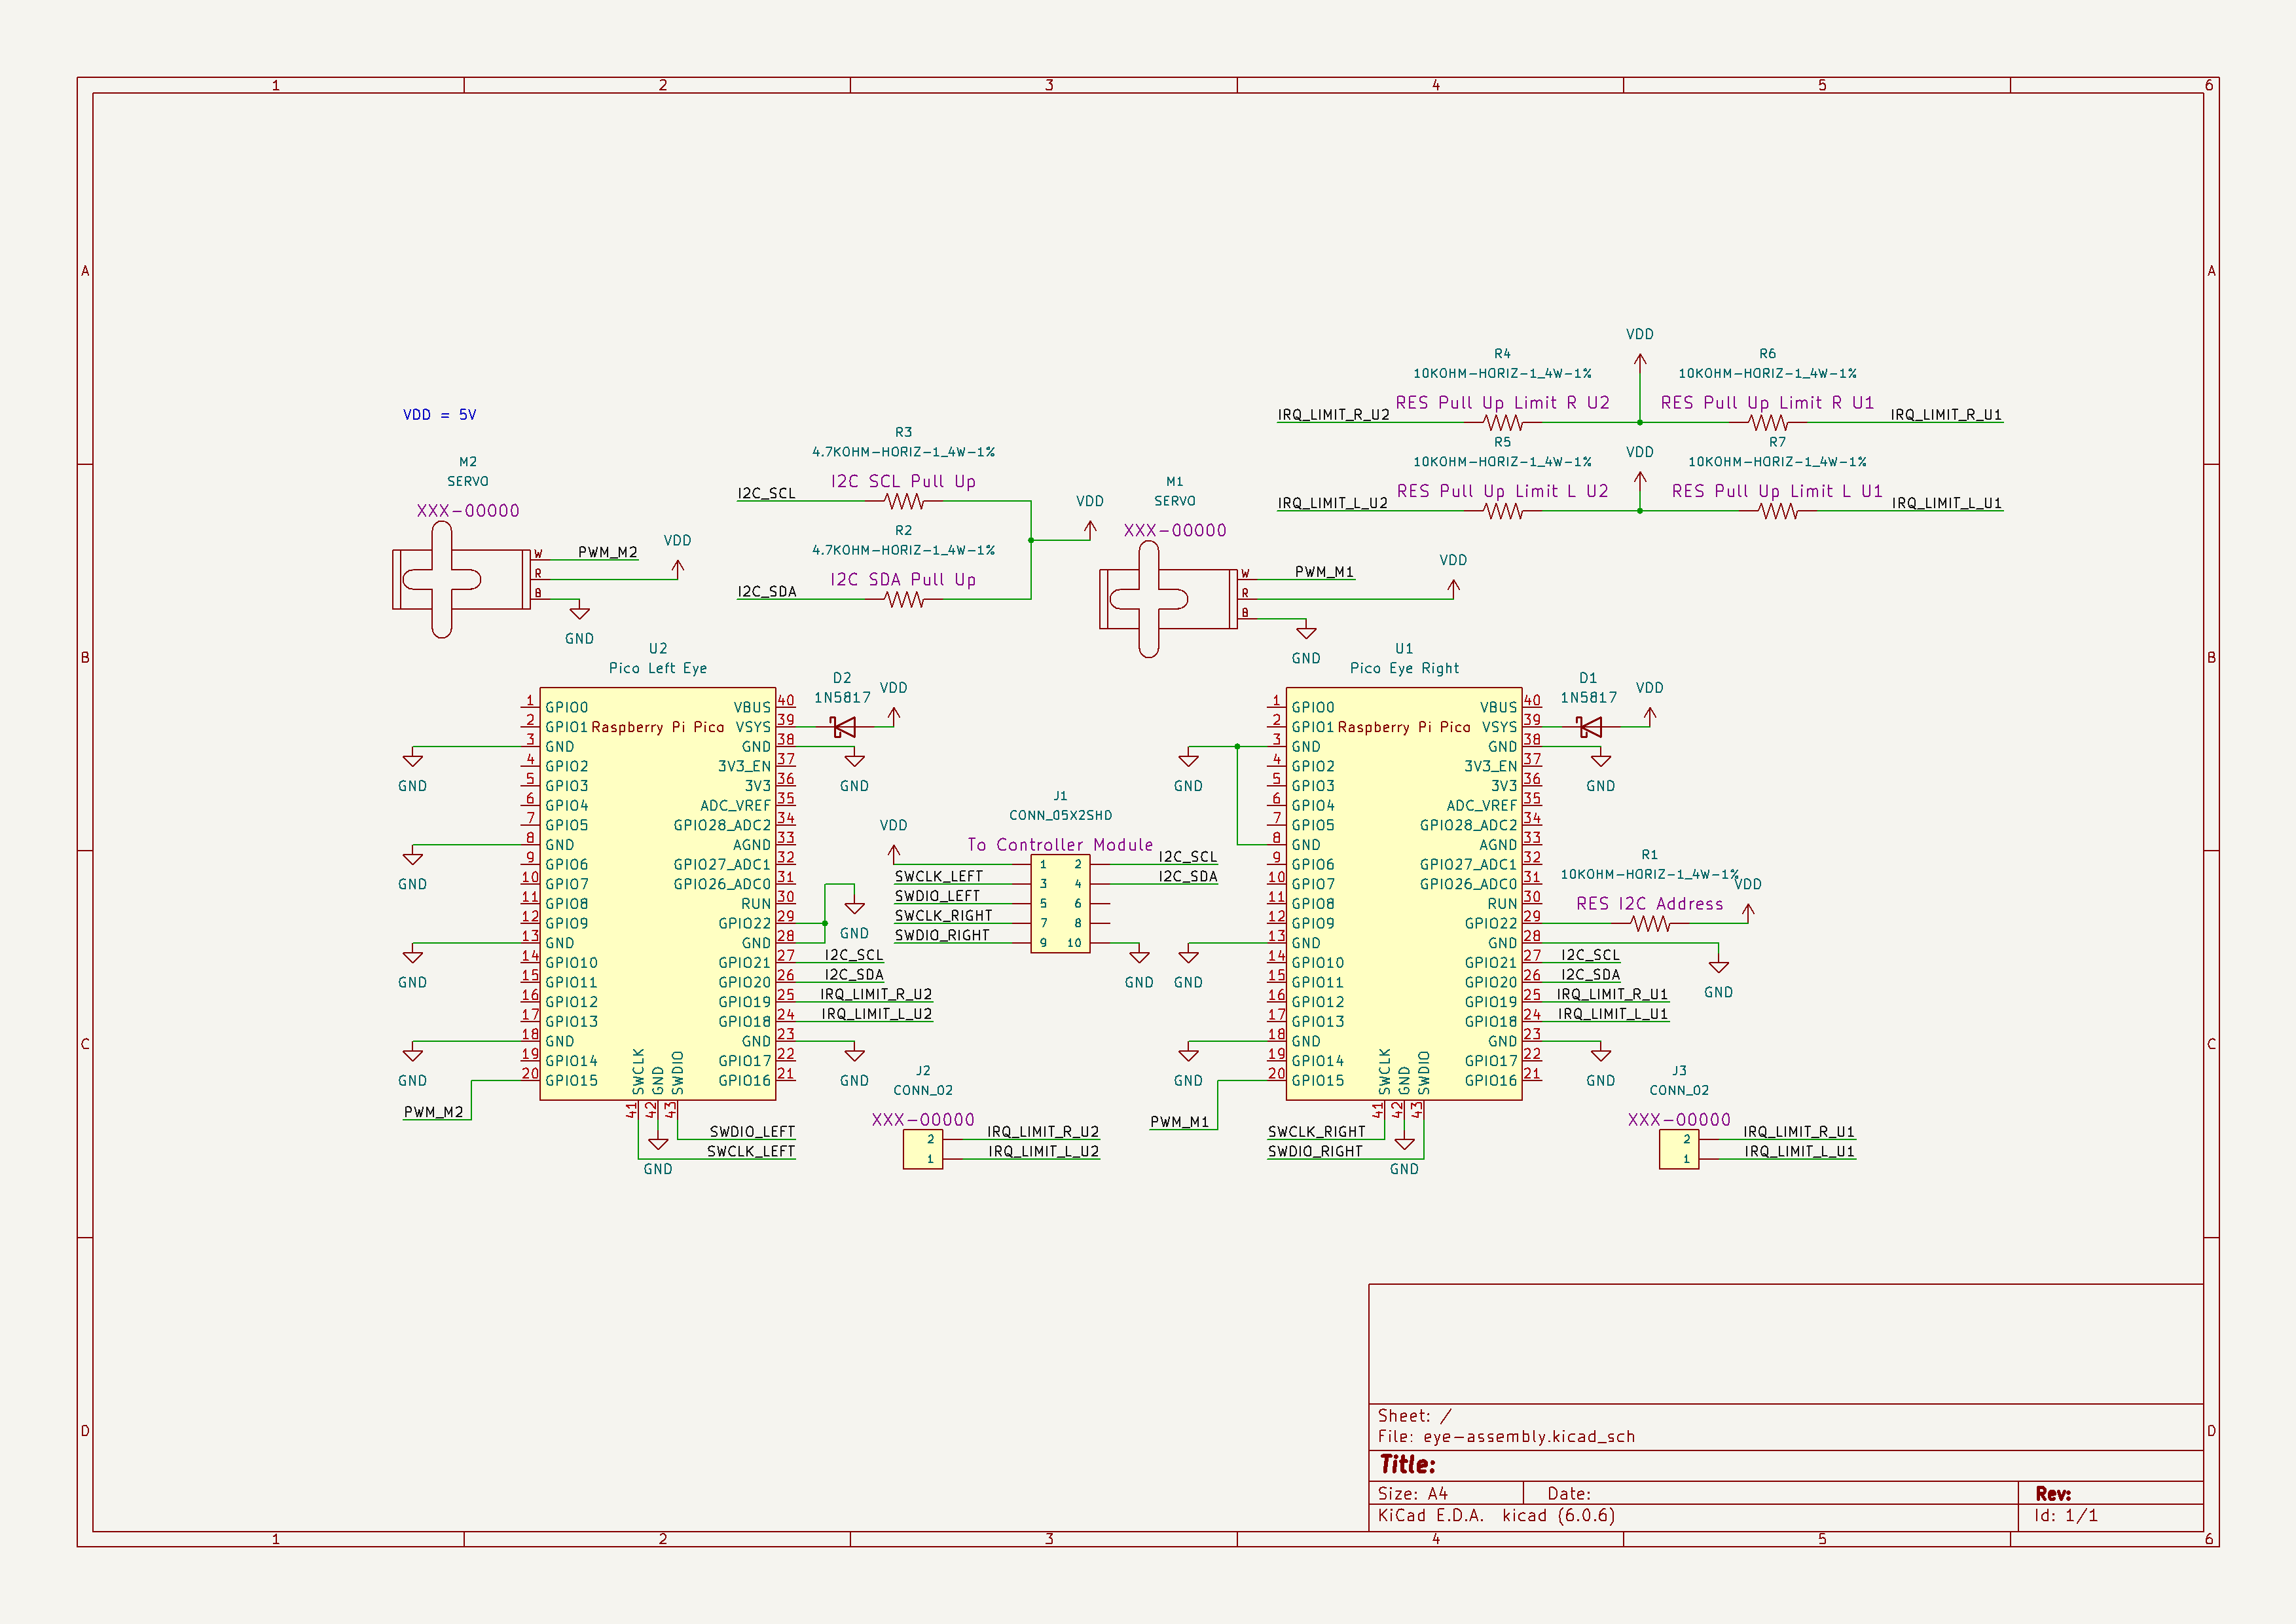 1 2 3 4 5 6
A A
VDD
R4 R6
10KOHM-HORIZ-1_4W-1% 10KOHM-HORIZ-1_4W-1%
RES Pull Up Limit R U2 RES Pull Up Limit R U1
IRQ_LIMIT_R_U2 IRQ_LIMIT_R_U1
VDD = 5V
R5 VDD R7
10KOHM-HORIZ-1_4W-1% 10KOHM-HORIZ-1_4W-1%
RES Pull Up Limit L U2 RES Pull Up Limit L U1
IRQ_LIMIT_L_U2 IRQ_LIMIT_L_U1
R3
4.7KOHM-HORIZ-1_4W-1%
I2C SCL Pull Up
I2C_SCL
VDD
R2
4.7KOHM-HORIZ-1_4W-1%
I2C SDA Pull Up
I2C_SDA
M2
SERVO
XXX-00000
W PWM_M2
R VDD
B GND
M1
SERVO
XXX-00000
W PWM_M1
R VDD
B GND
B B
U2
Pico Left Eye
Raspberry Pi Pico
1 GPIO0 VBUS 40
2 GPIO1 VSYS 39
3 GND GND 38
4 GPIO2 3V3_EN 37
5 GPIO3 3V3 36
6 GPIO4 ADC_VREF 35
7 GPIO5 GPIO28_ADC2 34
8 GND AGND 33
9 GPIO6 GPIO27_ADC1 32
10 GPIO7 GPIO26_ADC0 31
11 GPIO8 RUN 30
12 GPIO9 GPIO22 29
13 GND GND 28
14 GPIO10 GPIO21 27 I2C_SCL
15 GPIO11 GPIO20 26 I2C_SDA
16 GPIO12 GPIO19 25 IRQ_LIMIT_R_U2
17 GPIO13 GPIO18 24 IRQ_LIMIT_L_U2
18 GND GND 23
19 GPIO14 GPIO17 22
20 GPIO15 GPIO16 21
SWCLK GND SWDIO
41 42 43
GND
GND
GND
GND
PWM_M2
D2
1N5817
VDD
GND
GND
GND
SWDIO_LEFT
SWCLK_LEFT
GND
J1
CONN_05X2SHD
To Controller Module
VDD
1 2 I2C_SCL
SWCLK_LEFT 3 4 I2C_SDA
SWDIO_LEFT 5 6
SWCLK_RIGHT 7 8
SWDIO_RIGHT 9 10
GND
J2
CONN_02
XXX-00000
2 IRQ_LIMIT_R_U2
1 IRQ_LIMIT_L_U2
U1
Pico Eye Right
Raspberry Pi Pico
1 GPIO0 VBUS 40
2 GPIO1 VSYS 39
3 GND GND 38
4 GPIO2 3V3_EN 37
5 GPIO3 3V3 36
6 GPIO4 ADC_VREF 35
7 GPIO5 GPIO28_ADC2 34
8 GND AGND 33
9 GPIO6 GPIO27_ADC1 32
10 GPIO7 GPIO26_ADC0 31
11 GPIO8 RUN 30
12 GPIO9 GPIO22 29
13 GND GND 28
14 GPIO10 GPIO21 27 I2C_SCL
15 GPIO11 GPIO20 26 I2C_SDA
16 GPIO12 GPIO19 25 IRQ_LIMIT_R_U1
17 GPIO13 GPIO18 24 IRQ_LIMIT_L_U1
18 GND GND 23
19 GPIO14 GPIO17 22
20 GPIO15 GPIO16 21
SWCLK GND SWDIO
41 42 43
GND
GND
GND
PWM_M1
D1
1N5817
VDD
GND
R1
10KOHM-HORIZ-1_4W-1%
VDD
RES I2C Address
GND
GND
SWCLK_RIGHT
SWDIO_RIGHT
GND
J3
CONN_02
XXX-00000
2 IRQ_LIMIT_R_U1
1 IRQ_LIMIT_L_U1
C C
D D
Sheet: /
File: eye-assembly.kicad_sch
Title:
Size: A4 Date: Rev:
KiCad E.D.A. kicad (6.0.6) Id: 1/1
1 2 3 4 5 6